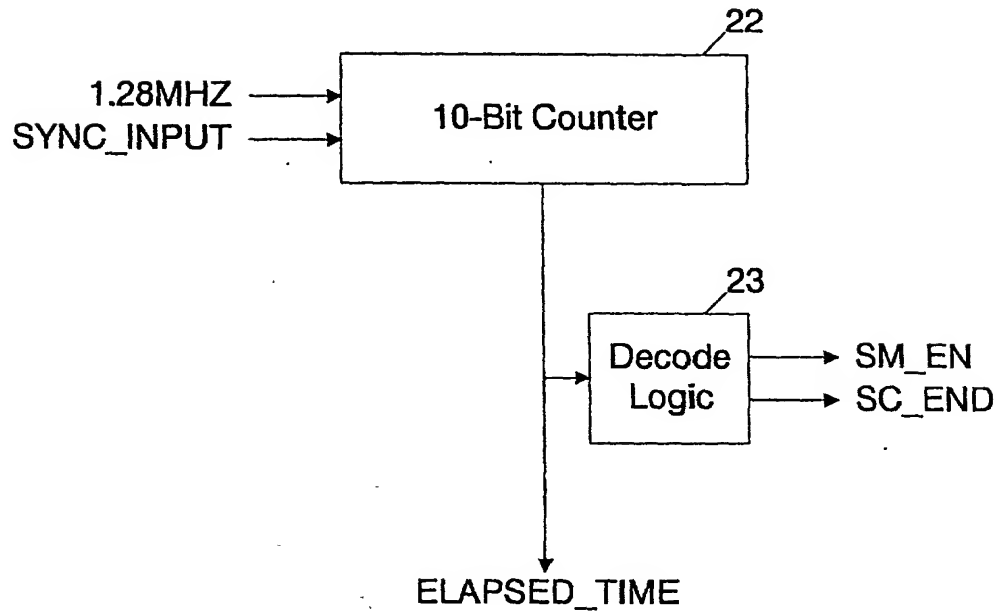 22
1.28MHZ
SYNC_INPUT
10-Bit Counter
23
Decode
Logic
SM_EN
SC_END
ELAPSED_TIME